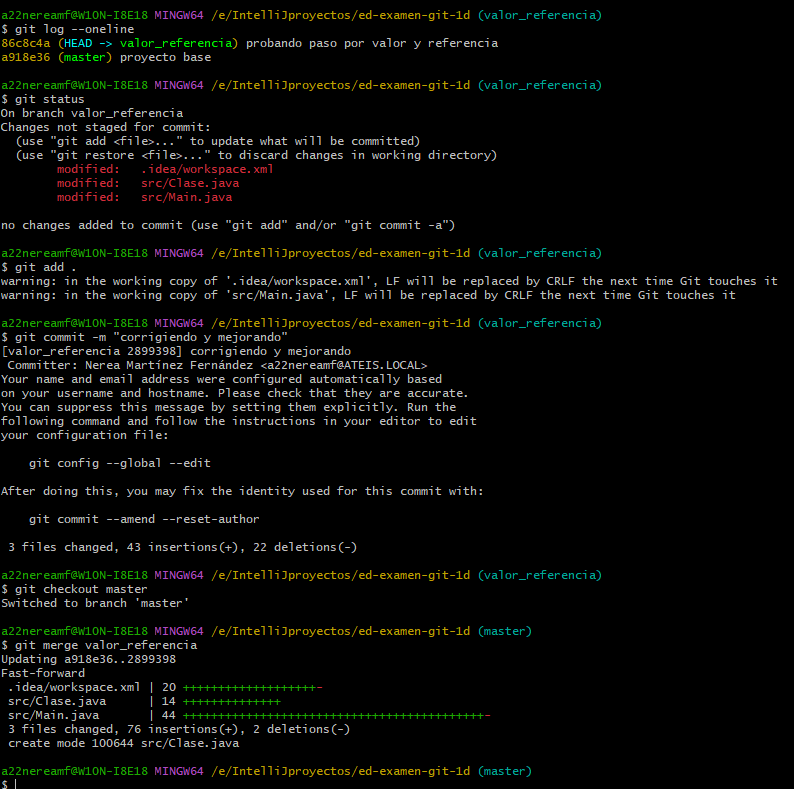 a22nereamf@W10N-I8E18 MINGW64 /e/IntelliJproyectos/ed-examen-git-1d (valor_referencia)
$ git log --oneline
86c8c4a (HEAD -> valor_referencia) probando paso por valor y referencia
a918e36 (master) proyecto base
a22nereamf@W10N-I8E18 MINGW64 /e/IntelliJproyectos/ed-examen-git-1d (valor_referencia)
$ git status
On branch valor_referencia
Changes not staged for commit:
  (use "git add <file>..." to update what will be committed)
  (use "git restore <file>..." to discard changes in working directory)
        modified:   .idea/workspace.xml
        modified:   src/Clase.java
        modified:   src/Main.java
no changes added to commit (use "git add" and/or "git commit -a")
a22nereamf@W10N-I8E18 MINGW64 /e/IntelliJproyectos/ed-examen-git-1d (valor_referencia)
$ git add .
warning: in the working copy of '.idea/workspace.xml', LF will be replaced by CRLF the next time Git touches it
warning: in the working copy of 'src/Main.java', LF will be replaced by CRLF the next time Git touches it
a22nereamf@W10N-I8E18 MINGW64 /e/IntelliJproyectos/ed-examen-git-1d (valor_referencia)
$ git commit -m "corrigiendo y mejorando"
[valor_referencia 2899398] corrigiendo y mejorando
 Committer: Nerea Martínez Fernández <a22nereamf@ATEIS.LOCAL>
Your name and email address were configured automatically based
on your username and hostname. Please check that they are accurate.
You can suppress this message by setting them explicitly. Run the
following command and follow the instructions in your editor to edit
your configuration file:
    git config --global --edit
After doing this, you may fix the identity used for this commit with:
    git commit --amend --reset-author
 3 files changed, 43 insertions(+), 22 deletions(-)
a22nereamf@W10N-I8E18 MINGW64 /e/IntelliJproyectos/ed-examen-git-1d (valor_referencia)
$ git checkout master
Switched to branch 'master'
a22nereamf@W10N-I8E18 MINGW64 /e/IntelliJproyectos/ed-examen-git-1d (master)
$ git merge valor_referencia
Updating a918e36..2899398
Fast-forward
 .idea/workspace.xml | 20 +++++++++++++++++++-
 src/Clase.java      | 14 ++++++++++++++
 src/Main.java       | 44 +++++++++++++++++++++++++++++++++++++++++++-
 3 files changed, 76 insertions(+), 2 deletions(-)
 create mode 100644 src/Clase.java
a22nereamf@W10N-I8E18 MINGW64 /e/IntelliJproyectos/ed-examen-git-1d (master)
$